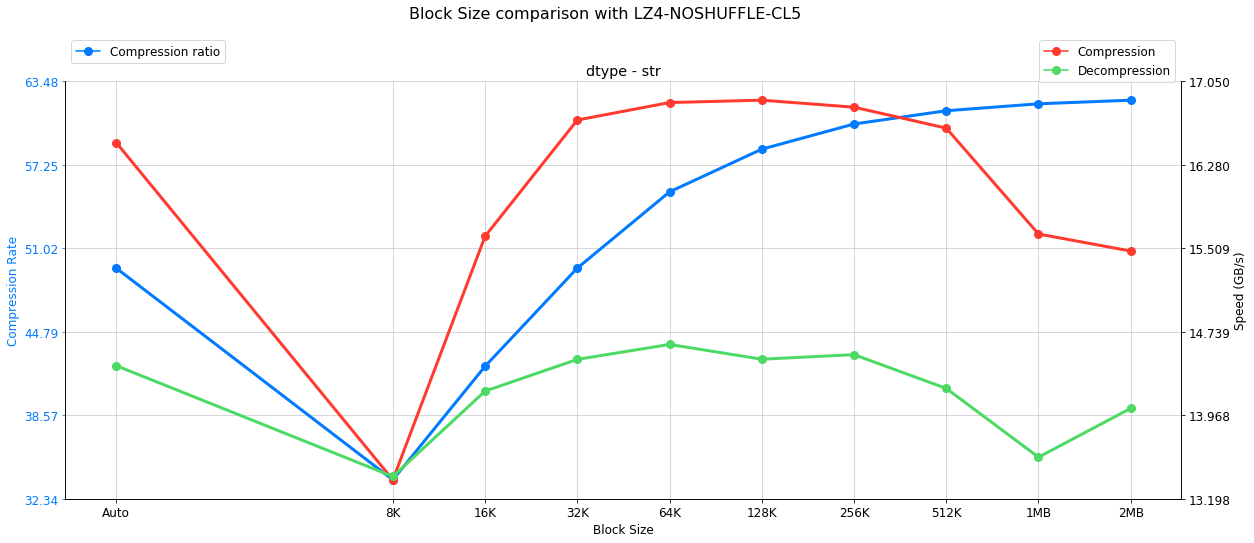 Block Size comparison with LZ4-NOSHUFFLE-CL5
Compression ratio
Compression
Decompression
dtype - str
63.48
57.25
51.02
44.79
38.57
32.34
Compression Rate
17.050
16.280
15.509
14.739
13.968
13.198
Speed (GB/s)
Auto 8K 16K 32K 64K 128K 256K 512K 1MB 2MB
Block Size